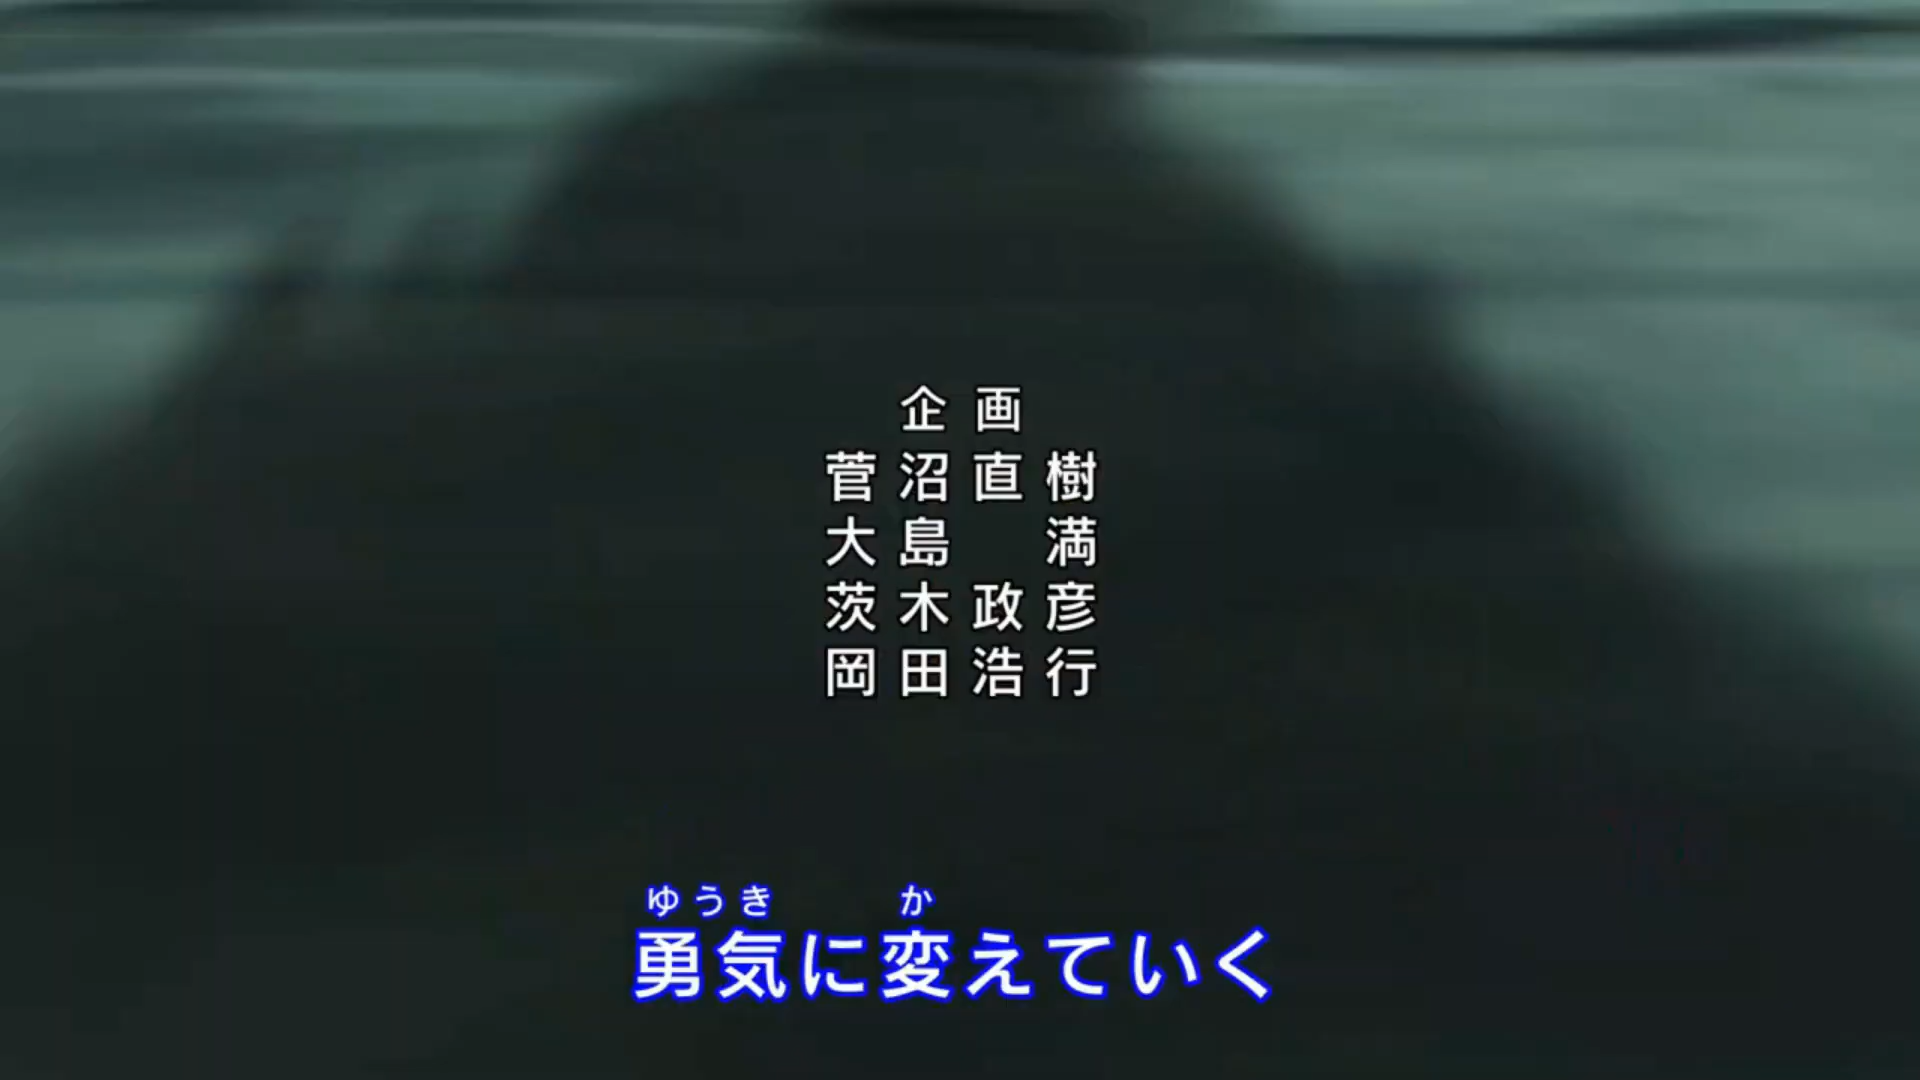 企画
菅沼直樹
大島 満
茨木政彦
岡田浩行
ゆうき か
勇気に変えていく